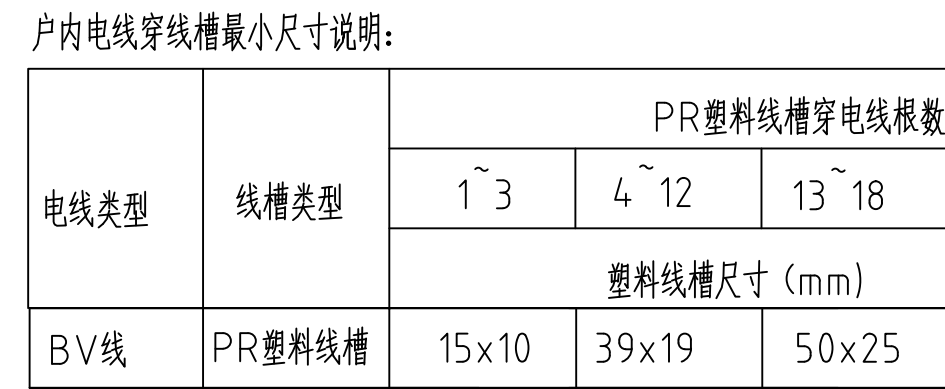 户内电线穿线槽最小尺寸说明:
电线类型 线槽类型 PR塑料线槽穿电线根数
1~3 4~12 13~18
塑料线槽尺寸(mm)
BV线 PR塑料线槽 15x10 39x19 50x25